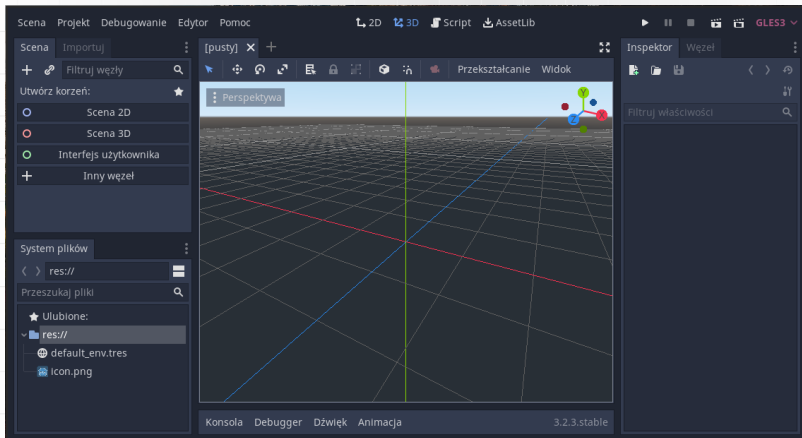 Scena Projekt Debugowanie Edytor Pomoc 2D 3D Script AssetLib GLES3
Scena Importuj
Filtruj węzły
Utwórz korzeń:
Scena 2D
Scena 3D
Interfejs użytkownika
Inny węzeł
System plików
res://
Przeszukaj pliki
Ulubione:
res://
default_env.tres
icon.png
[pusty]
Przekształcanie Widok
Perspektywa
Y
X
Z
Konsola Debugger Dźwięk Animacja 3.2.3.stable
Inspektor Węzeł
Filtruj właściwości